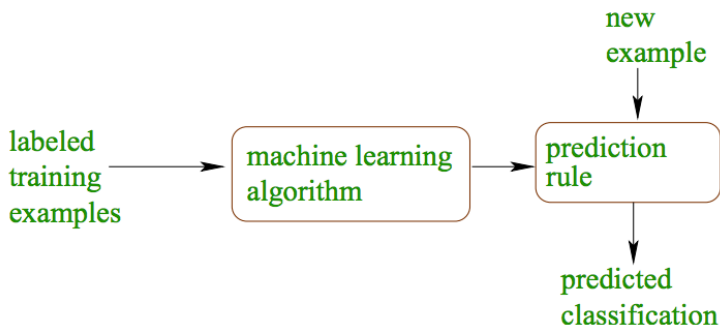 new
example
labeled
training
examples
machine learning
algorithm
prediction
rule
predicted
classification